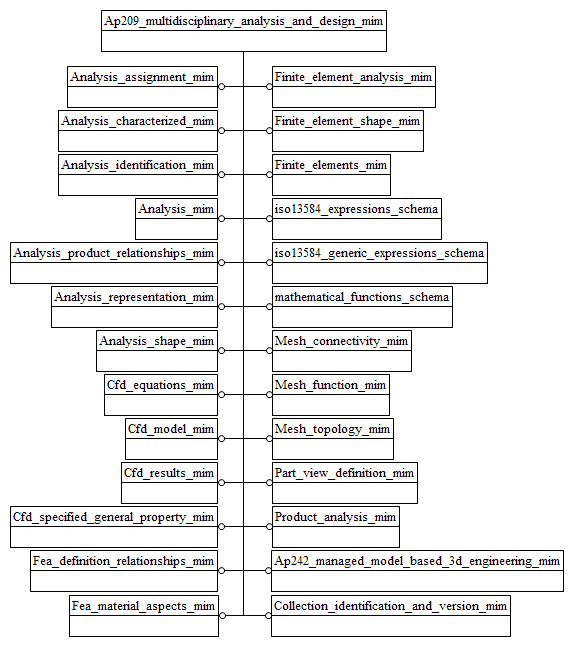 Ap209_multidisciplinary_analysis_and_design_mim
Analysis_assignment_mim
Finite_element_analysis_mim
Analysis_characterized_mim
Finite_element_shape_mim
Analysis_identification_mim
Finite_elements_mim
Analysis_mim
iso13584_expressions_schema
Analysis_product_relationships_mim
iso13584_generic_expressions_schema
Analysis_representation_mim
mathematical_functions_schema
Analysis_shape_mim
Mesh_connectivity_mim
Cfd_equations_mim
Mesh_function_mim
Cfd_model_mim
Mesh_topology_mim
Cfd_results_mim
Part_view_definition_mim
Cfd_specified_general_property_mim
Product_analysis_mim
Fea_definition_relationships_mim
Ap242_managed_model_based_3d_engineering_mim
Fea_material_aspects_mim
Collection_identification_and_version_mim